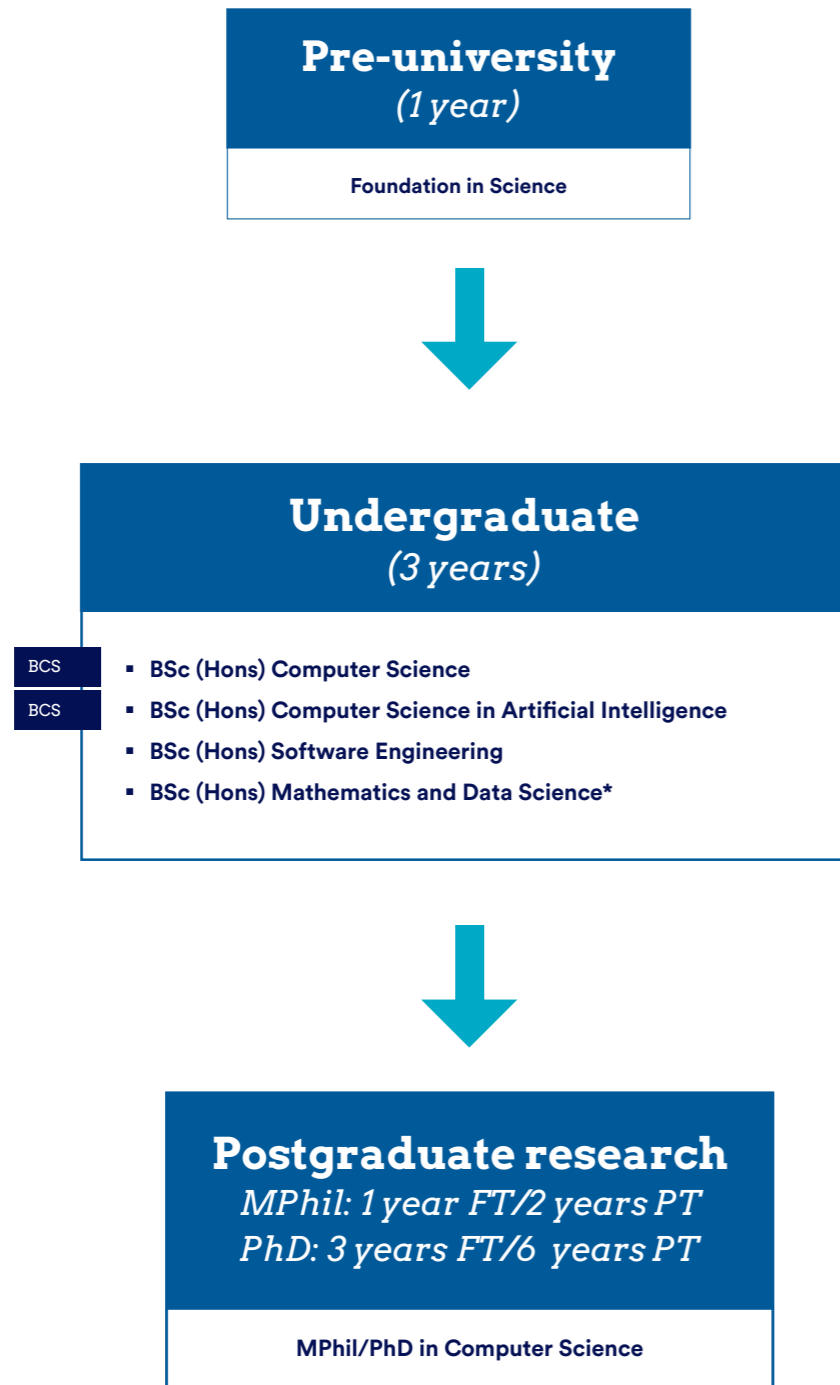 Pre-university
(1 year)
Foundation in Science
Undergraduate
(3 years)
BCS
▪ BSc (Hons) Computer Science
BCS
▪ BSc (Hons) Computer Science in Artificial Intelligence
▪ BSc (Hons) Software Engineering
▪ BSc (Hons) Mathematics and Data Science*
Postgraduate research
MPhil: 1 year FT/2 years PT
PhD: 3 years FT/6 years PT
MPhil/PhD in Computer Science